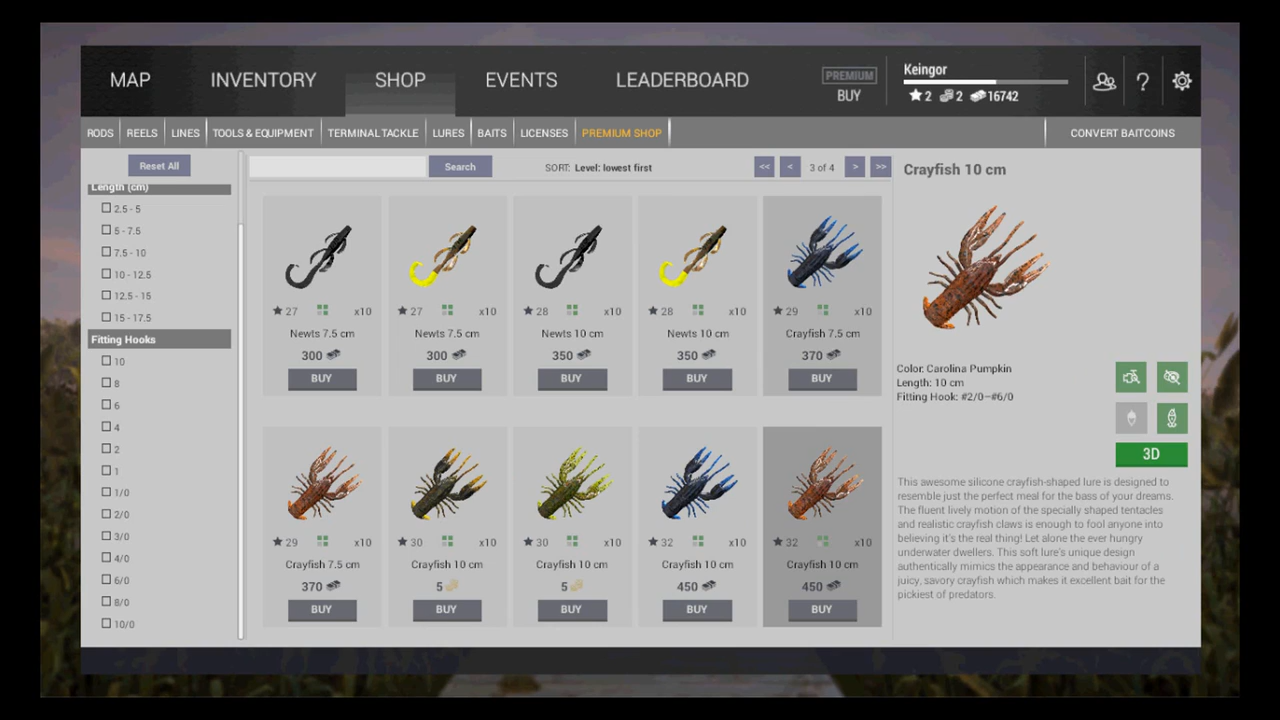 MAP INVENTORY SHOP EVENTS LEADERBOARD
PREMIUM
BUY
Keingor
2 2 16742
?
RODS REELS LINES TOOLS & EQUIPMENT TERMINAL TACKLE LURES BAITS LICENSES PREMIUM SHOP
CONVERT BAITCOINS
Reset All
Length (cm)
2.5 - 5
5 - 7.5
7.5 - 10
10 - 12.5
12.5 - 15
15 - 17.5
Fitting Hooks
10
8
6
4
2
1
1/0
2/0
3/0
4/0
6/0
8/0
10/0
Search
SORT: Level: lowest first
<< < 3 of 4 > >>
27 x10
Newts 7.5 cm
300
BUY
27 x10
Newts 7.5 cm
300
BUY
28 x10
Newts 10 cm
350
BUY
28 x10
Newts 10 cm
350
BUY
29 x10
Crayfish 7.5 cm
370
BUY
29 x10
Crayfish 7.5 cm
370
BUY
30 x10
Crayfish 10 cm
5
BUY
30 x10
Crayfish 10 cm
5
BUY
32 x10
Crayfish 10 cm
450
BUY
32 x10
Crayfish 10 cm
450
BUY
Crayfish 10 cm
Color: Carolina Pumpkin
Length: 10 cm
Fitting Hook: #2/0–#6/0
3D
This awesome silicone crayfish-shaped lure is designed to
resemble just the perfect meal for the bass of your dreams.
The fluent lively motion of the specially shaped tentacles
and realistic crayfish claws is enough to fool anyone into
believing it's the real thing! Let alone the ever hungry
underwater dwellers. This soft lure's unique design
authentically mimics the appearance and behaviour of a
juicy, savory crayfish which makes it excellent bait for the
pickiest of predators.